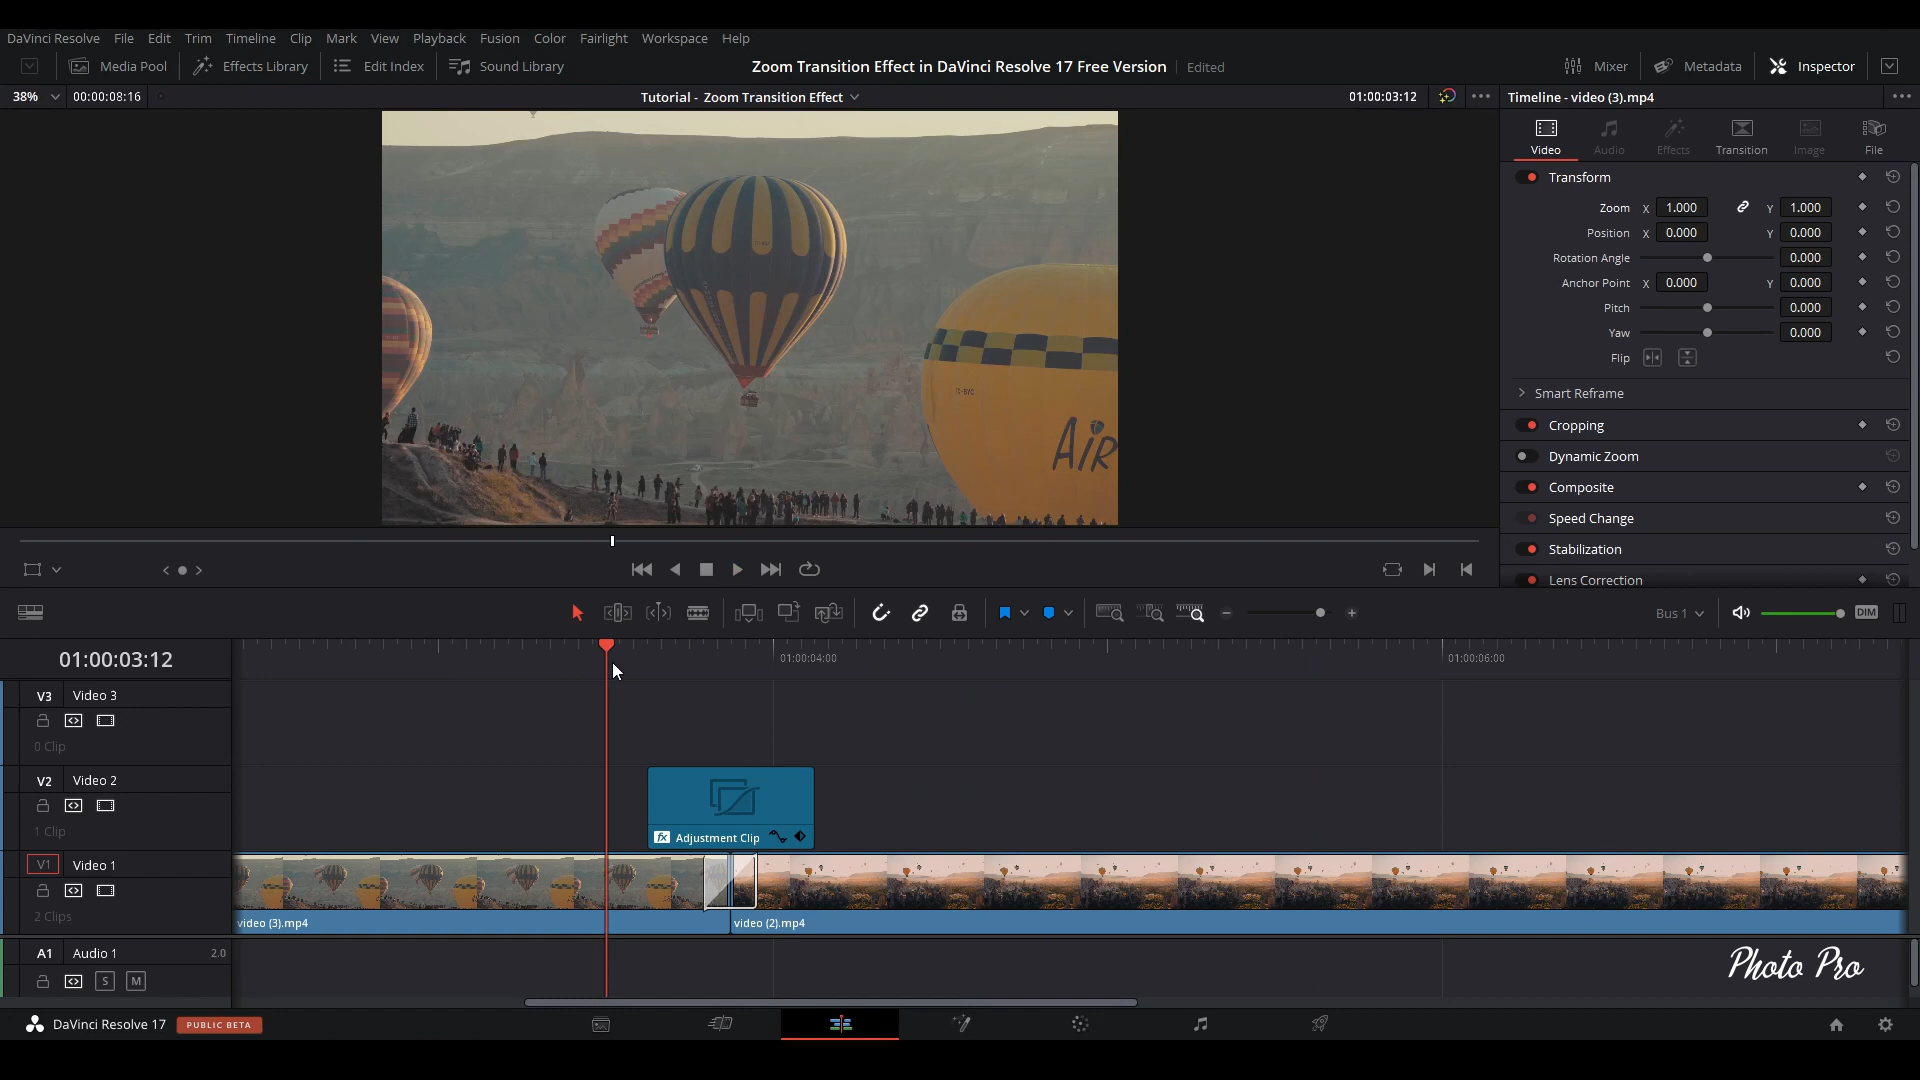 DaVinci Resolve File Edit Trim Timeline Clip Mark View Playback Fusion Color Fairlight Workspace Help
Media Pool Effects Library Edit Index Sound Library Zoom Transition Effect in DaVinci Resolve 17 Free Version Edited Mixer Metadata Inspector
38% 00:00:08:16 Tutorial - Zoom Transition Effect 01:00:03:12 Timeline - video (3).mp4
Video Audio Effects Transition Image File
Transform
Zoom X 1.000 Y 1.000
Position X 0.000 Y 0.000
Rotation Angle 0.000
Anchor Point X 0.000 Y 0.000
Pitch 0.000
Yaw 0.000
Flip
Smart Reframe
Cropping
Dynamic Zoom
Composite
Speed Change
Stabilization
Lens Correction
AiR
Bus 1 DIM
01:00:03:12 01:00:04:00 01:00:06:00
V3 Video 3
0 Clip
V2 Video 2
1 Clip
fx Adjustment Clip
V1 Video 1
2 Clips
video (3).mp4 video (2).mp4
A1 Audio 1 2.0
S M
Photo Pro
DaVinci Resolve 17 PUBLIC BETA